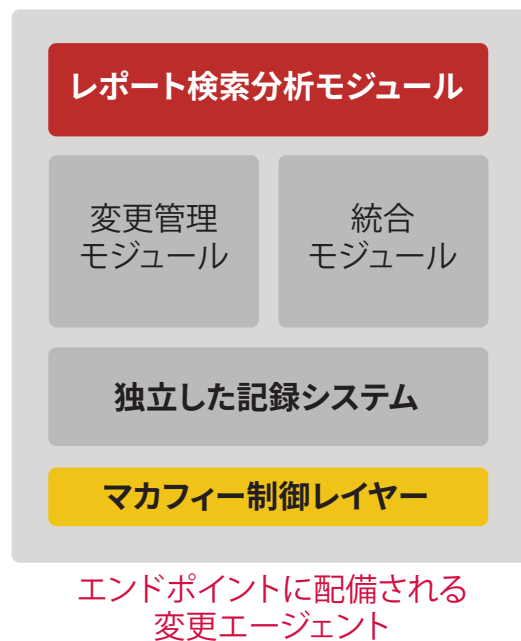 レポート検索分析モジュール
変更管理
モジュール
統合
モジュール
独立した記録システム
マカフィー制御レイヤー
エンドポイントに配備される
変更エージェント